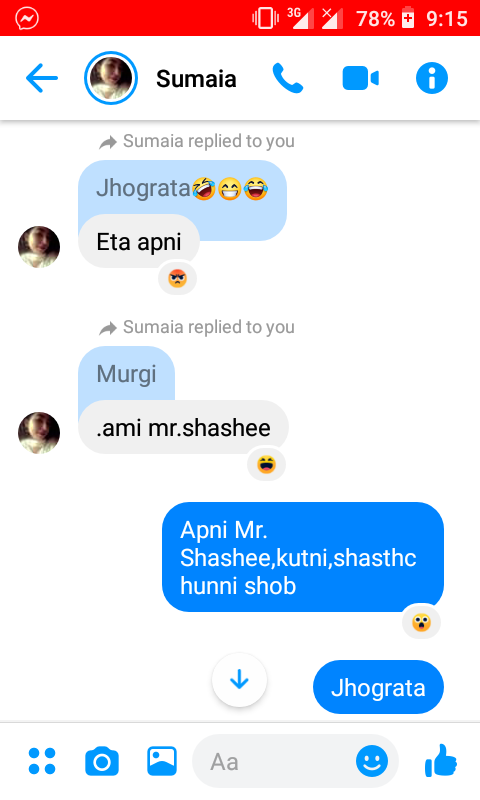 3G 78% 9:15
Sumaia
Sumaia replied to you
Jhograta🤣😁😂
Eta apni
😡
Sumaia replied to you
Murgi
.ami mr.shashee
😆
Apni Mr.
Shashee,kutni,shasthc
hunni shob
😮
Jhograta
Aa